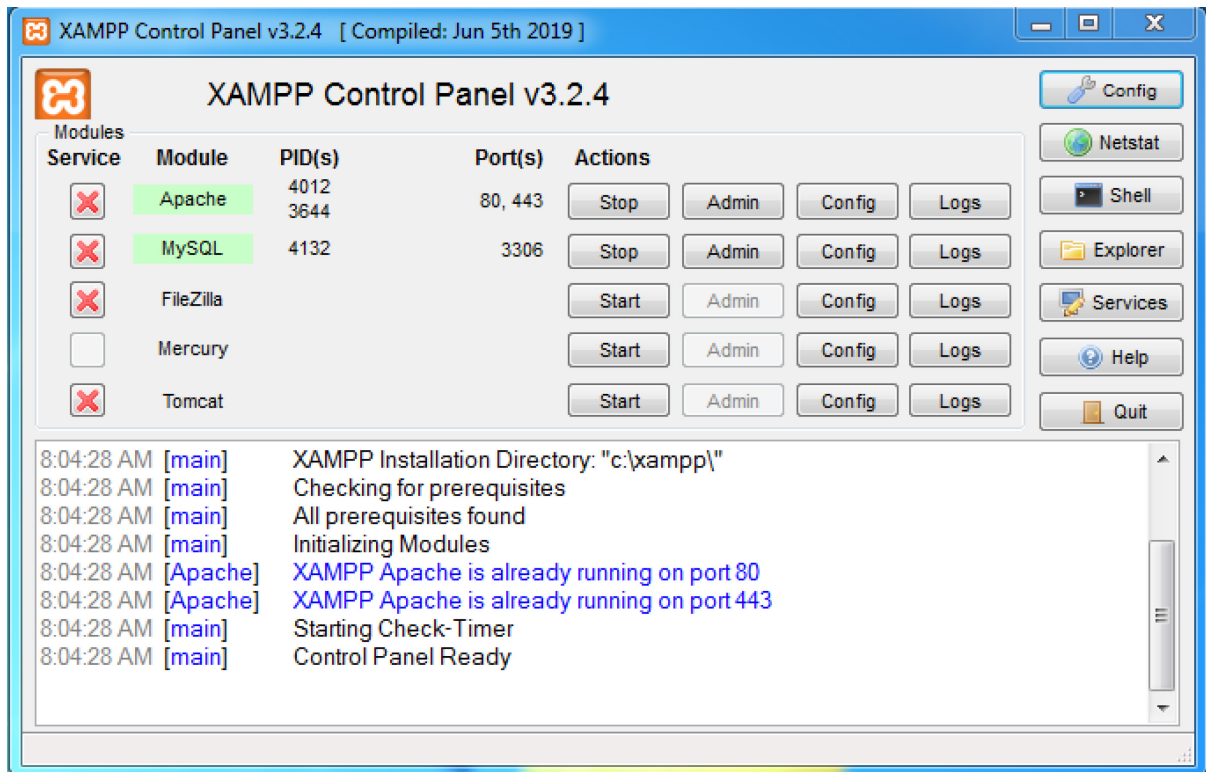 XAMPP Control Panel v3.2.4 [ Compiled: Jun 5th 2019 ]
XAMPP Control Panel v3.2.4
Config
Modules
Service Module PID(s) Port(s) Actions
Netstat
Apache 4012 3644 80, 443 Stop Admin Config Logs
Shell
MySQL 4132 3306 Stop Admin Config Logs
Explorer
FileZilla Start Admin Config Logs
Services
Mercury Start Admin Config Logs
Help
Tomcat Start Admin Config Logs
Quit
8:04:28 AM [main] XAMPP Installation Directory: "c:\xampp\"
8:04:28 AM [main] Checking for prerequisites
8:04:28 AM [main] All prerequisites found
8:04:28 AM [main] Initializing Modules
8:04:28 AM [Apache] XAMPP Apache is already running on port 80
8:04:28 AM [Apache] XAMPP Apache is already running on port 443
8:04:28 AM [main] Starting Check-Timer
8:04:28 AM [main] Control Panel Ready